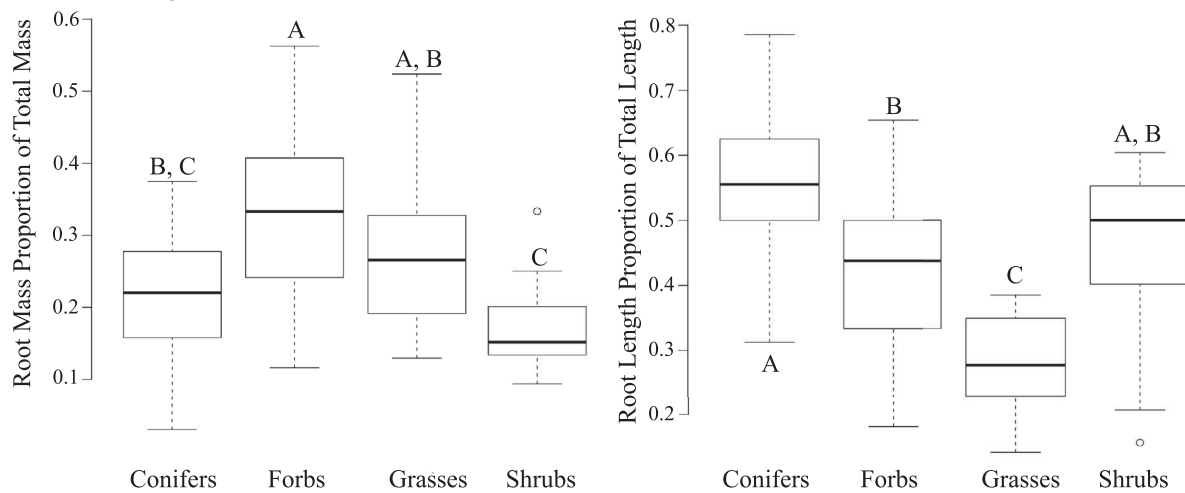 Root Mass Proportion of Total Mass
0.6
0.5
0.4
0.3
0.2
0.1
B, C
A
A, B
C
Conifers
Forbs
Grasses
Shrubs
Root Length Proportion of Total Length
0.8
0.7
0.6
0.5
0.4
0.3
0.2
A
B
C
A, B
Conifers
Forbs
Grasses
Shrubs